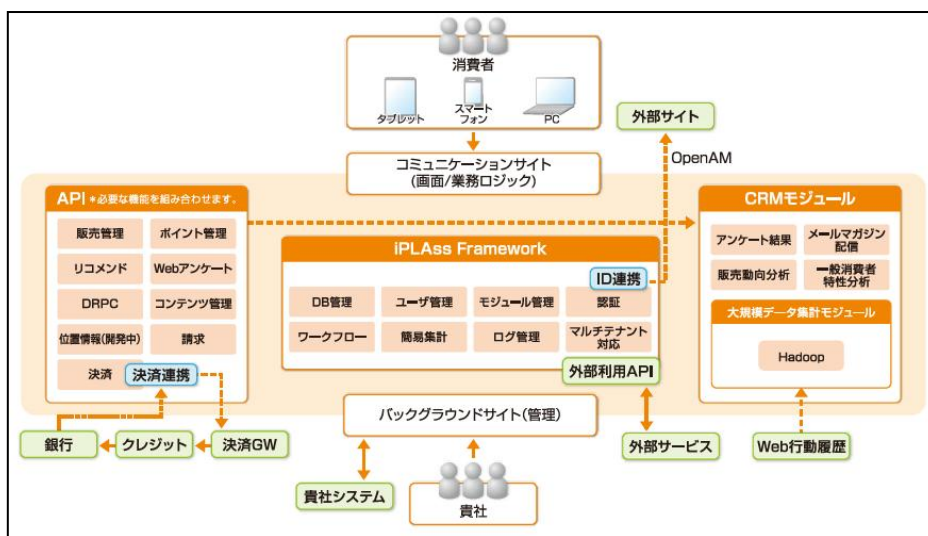 消費者
タブレット
スマート
フォン
PC
外部サイト
OpenAM
コミュニケーションサイト
(画面/業務ロジック)
API *必要な機能を組み合わせます。
販売管理
ポイント管理
リコメンド
Webアンケート
DRPC
コンテンツ管理
位置情報(開発中)
請求
決済
決済連携
iPLAss Framework
ID連携
DB管理
ユーザ管理
モジュール管理
認証
ワークフロー
簡易集計
ログ管理
マルチテナント
対応
外部利用API
CRMモジュール
アンケート結果
メールマガジン
配信
販売動向分析
一般消費者
特性分析
大規模データ集計モジュール
Hadoop
バックグラウンドサイト(管理)
銀行
クレジット
決済GW
貴社システム
貴社
外部サービス
Web行動履歴